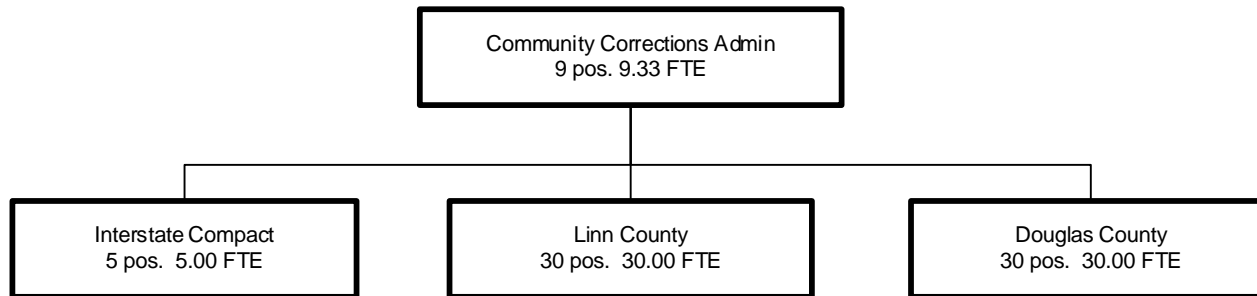 Community Corrections Admin
9 pos. 9.33 FTE
Interstate Compact
5 pos. 5.00 FTE
Linn County
30 pos. 30.00 FTE
Douglas County
30 pos. 30.00 FTE